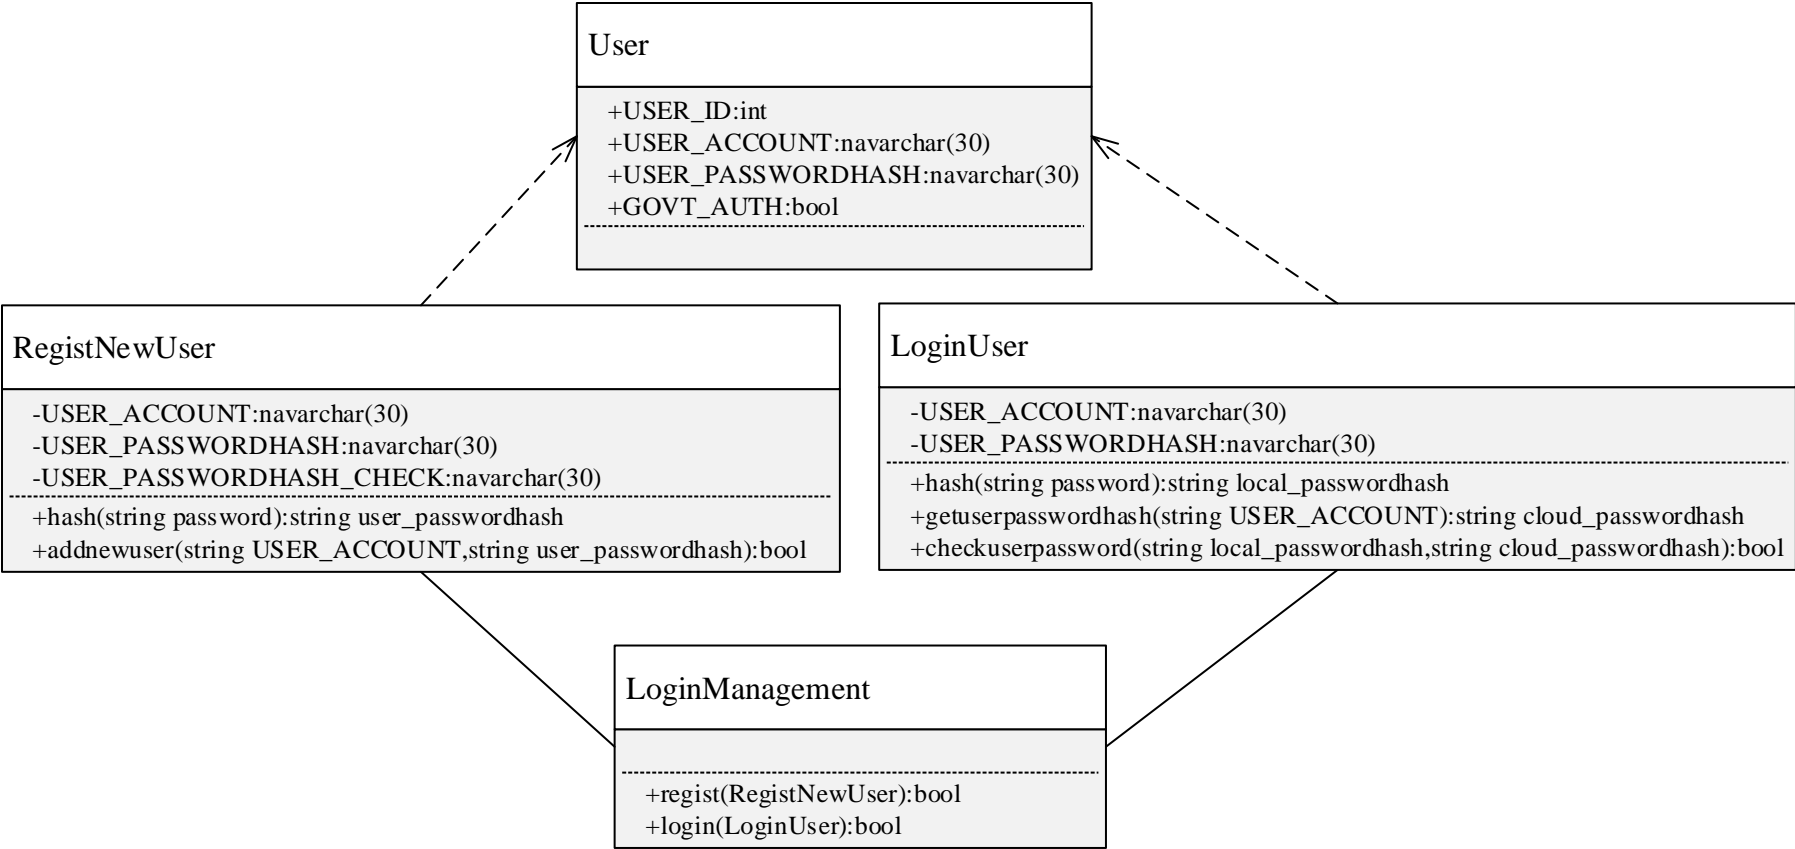 User
+USER_ID:int
+USER_ACCOUNT:navarchar(30)
+USER_PASSWORDHASH:navarchar(30)
+GOVT_AUTH:bool
RegistNewUser
-USER_ACCOUNT:navarchar(30)
-USER_PASSWORDHASH:navarchar(30)
-USER_PASSWORDHASH_CHECK:navarchar(30)
+hash(string password):string user_passwordhash
+addnewuser(string USER_ACCOUNT,string user_passwordhash):bool
LoginUser
-USER_ACCOUNT:navarchar(30)
-USER_PASSWORDHASH:navarchar(30)
+hash(string password):string local_passwordhash
+getuserpasswordhash(string USER_ACCOUNT):string cloud_passwordhash
+checkuserpassword(string local_passwordhash,string cloud_passwordhash):bool
LoginManagement
+regist(RegistNewUser):bool
+login(LoginUser):bool